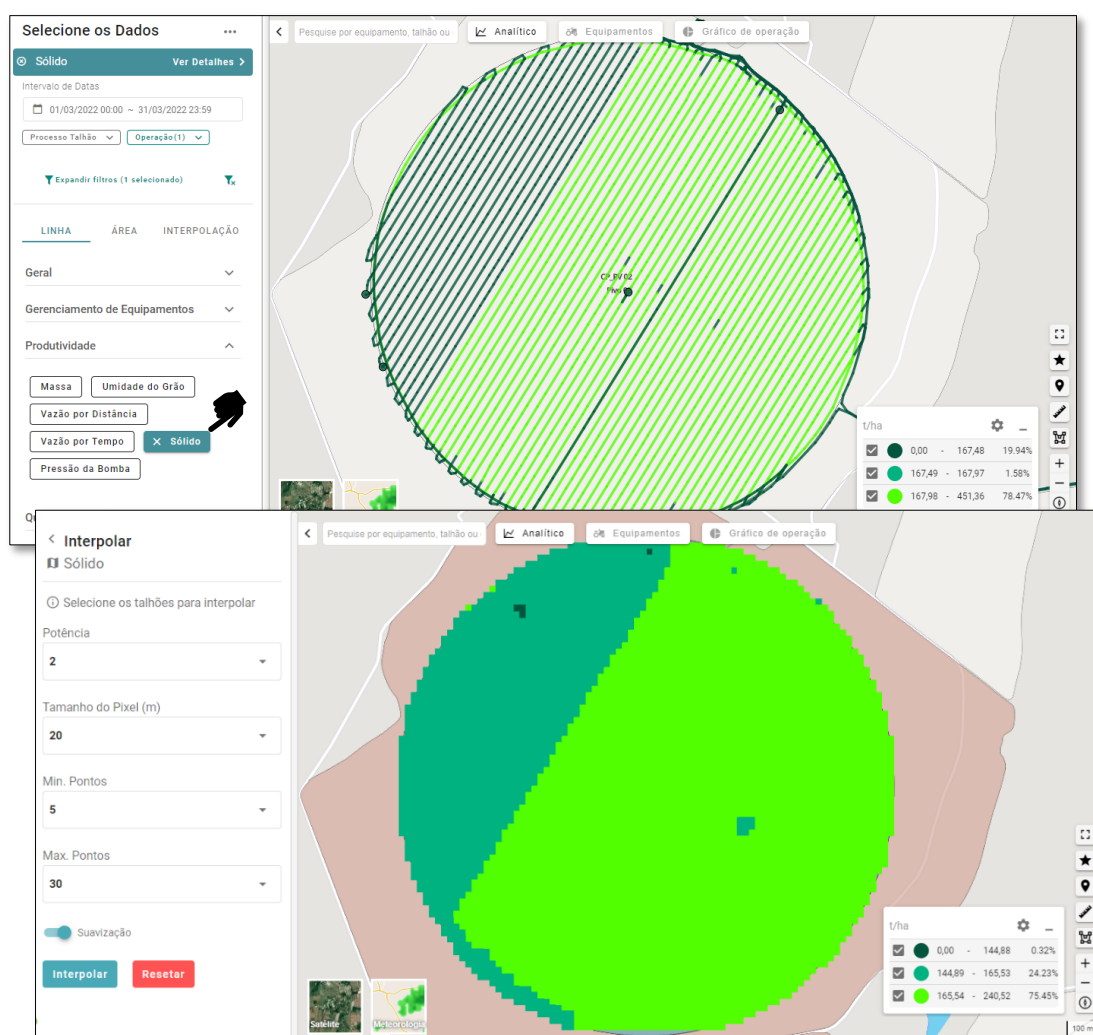 Selecione os Dados
Sólido
Ver Detalhes
Intervalo de Datas
01/03/2022 00:00 ~ 31/03/2022 23:59
Processo Talhão
Operação(1)
Expandir filtros (1 selecionado)
LINHA ÁREA INTERPOLAÇÃO
Geral
Gerenciamento de Equipamentos
Produtividade
Massa Umidade do Grão
Vazão por Distância
Vazão por Tempo Sólido
Pressão da Bomba
Pesquise por equipamento, talhão ou
Analítico
Equipamentos
Gráfico de operação
t/ha
0,00 - 167,48 19.94%
167,49 - 167,97 1.58%
167,98 - 451,36 78.47%
Interpolar
Sólido
Selecione os talhões para interpolar
Potência
2
Tamanho do Pixel (m)
20
Min. Pontos
5
Max. Pontos
30
Suavização
Interpolar Resetar
Pesquise por equipamento, talhão ou
Analítico
Equipamentos
Gráfico de operação
t/ha
0,00 - 144,88 0.32%
144,89 - 165,53 24.23%
165,54 - 240,52 75.45%
Satélite
Meteorologia
100 m